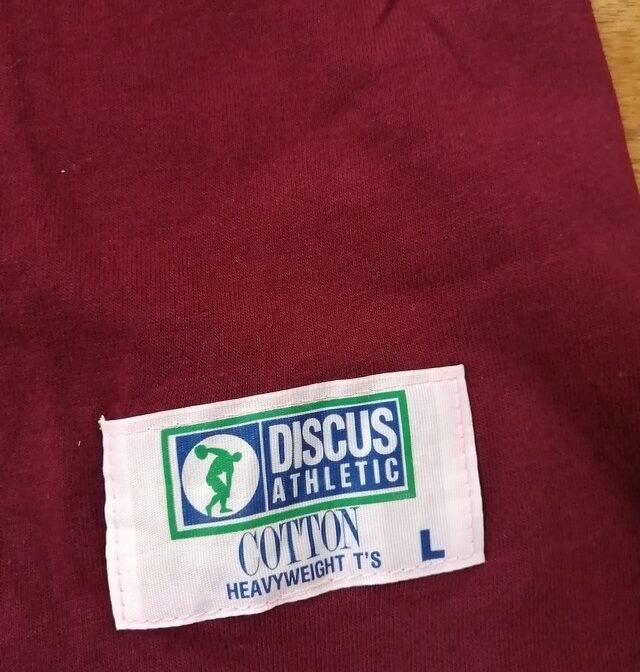 DISCUS
ATHLETIC
COTTON
HEAVYWEIGHT T'S
L